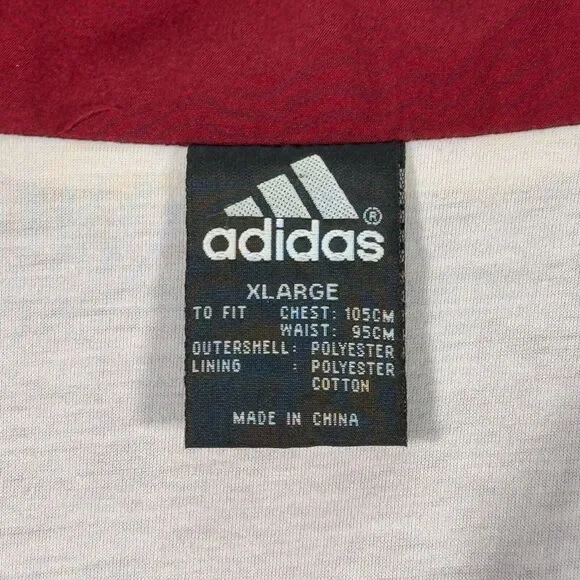 adidas®
XLARGE
TO FIT CHEST: 105CM
WAIST: 95CM
OUTERSHELL: POLYESTER
LINING : POLYESTER
COTTON
MADE IN CHINA